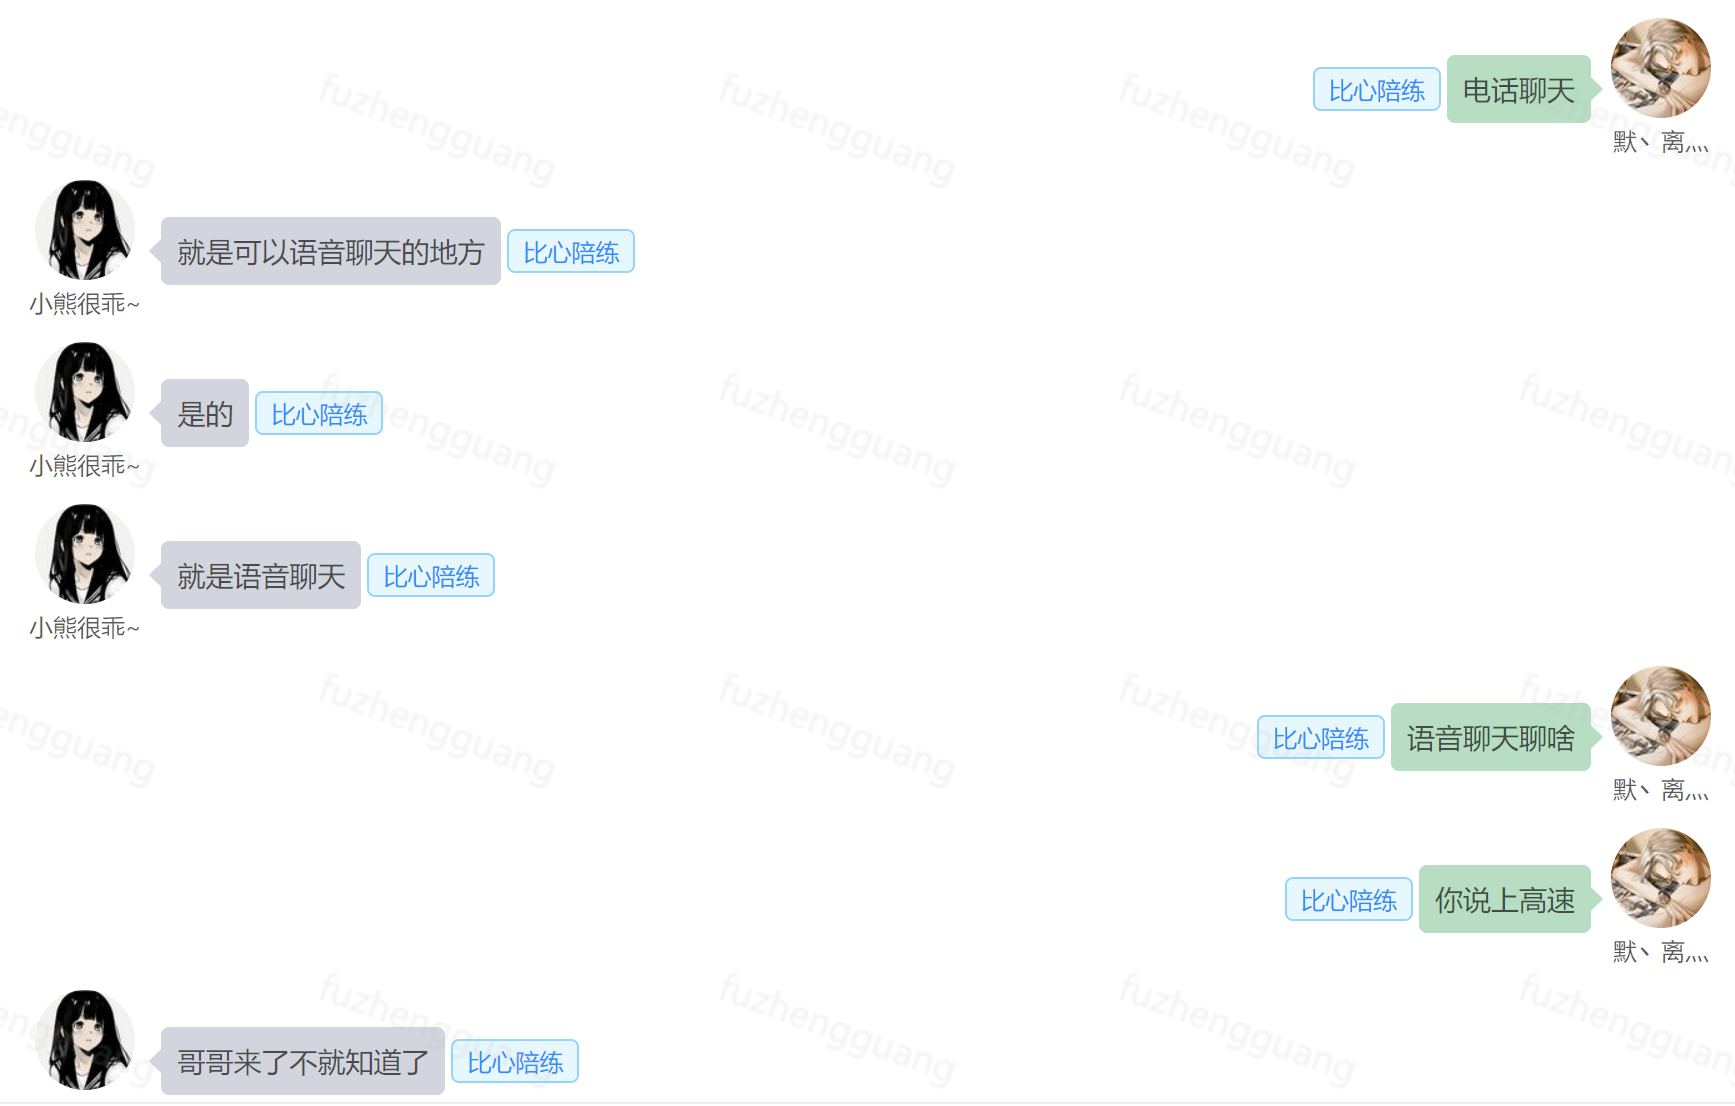 比心陪练 电话聊天
默丶离灬
就是可以语音聊天的地方 比心陪练
小熊很乖~
是的 比心陪练
小熊很乖~
就是语音聊天 比心陪练
小熊很乖~
比心陪练 语音聊天聊啥
默丶离灬
比心陪练 你说上高速
默丶离灬
哥哥来了不就知道了 比心陪练
fuzhengguang